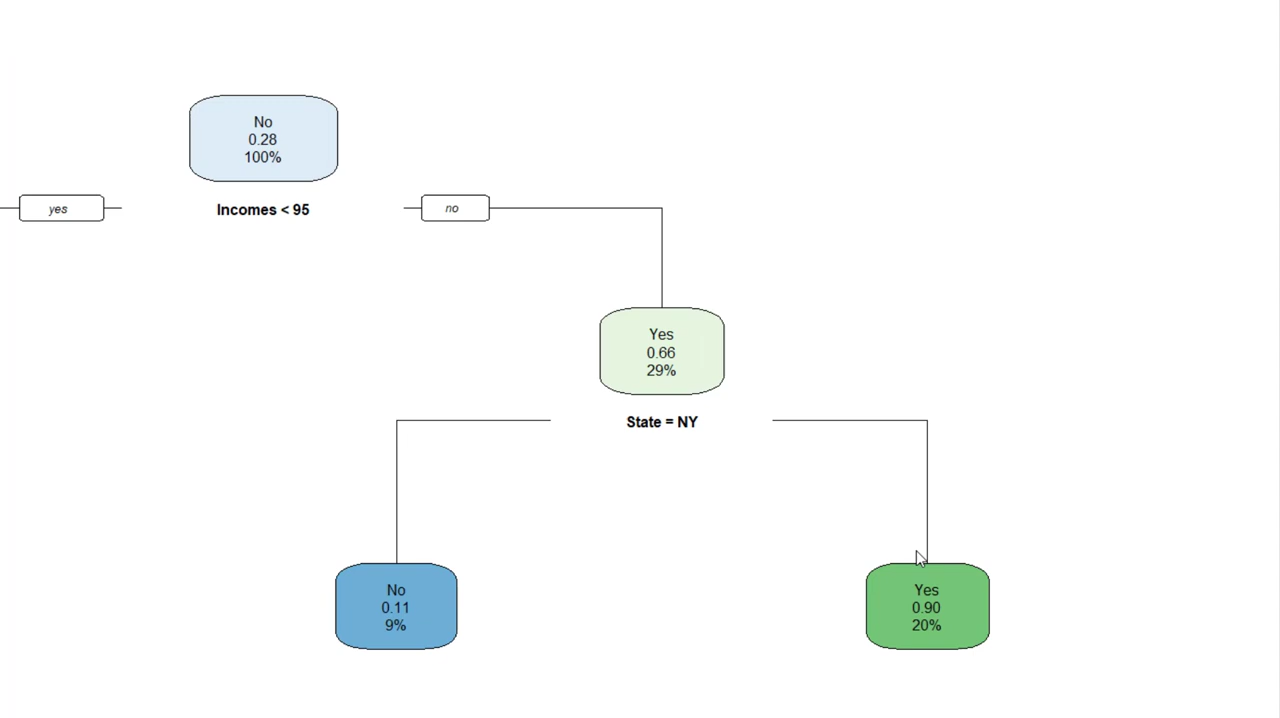 No
0.28
100%
yes
Incomes < 95
no
Yes
0.66
29%
State = NY
No
0.11
9%
Yes
0.90
20%